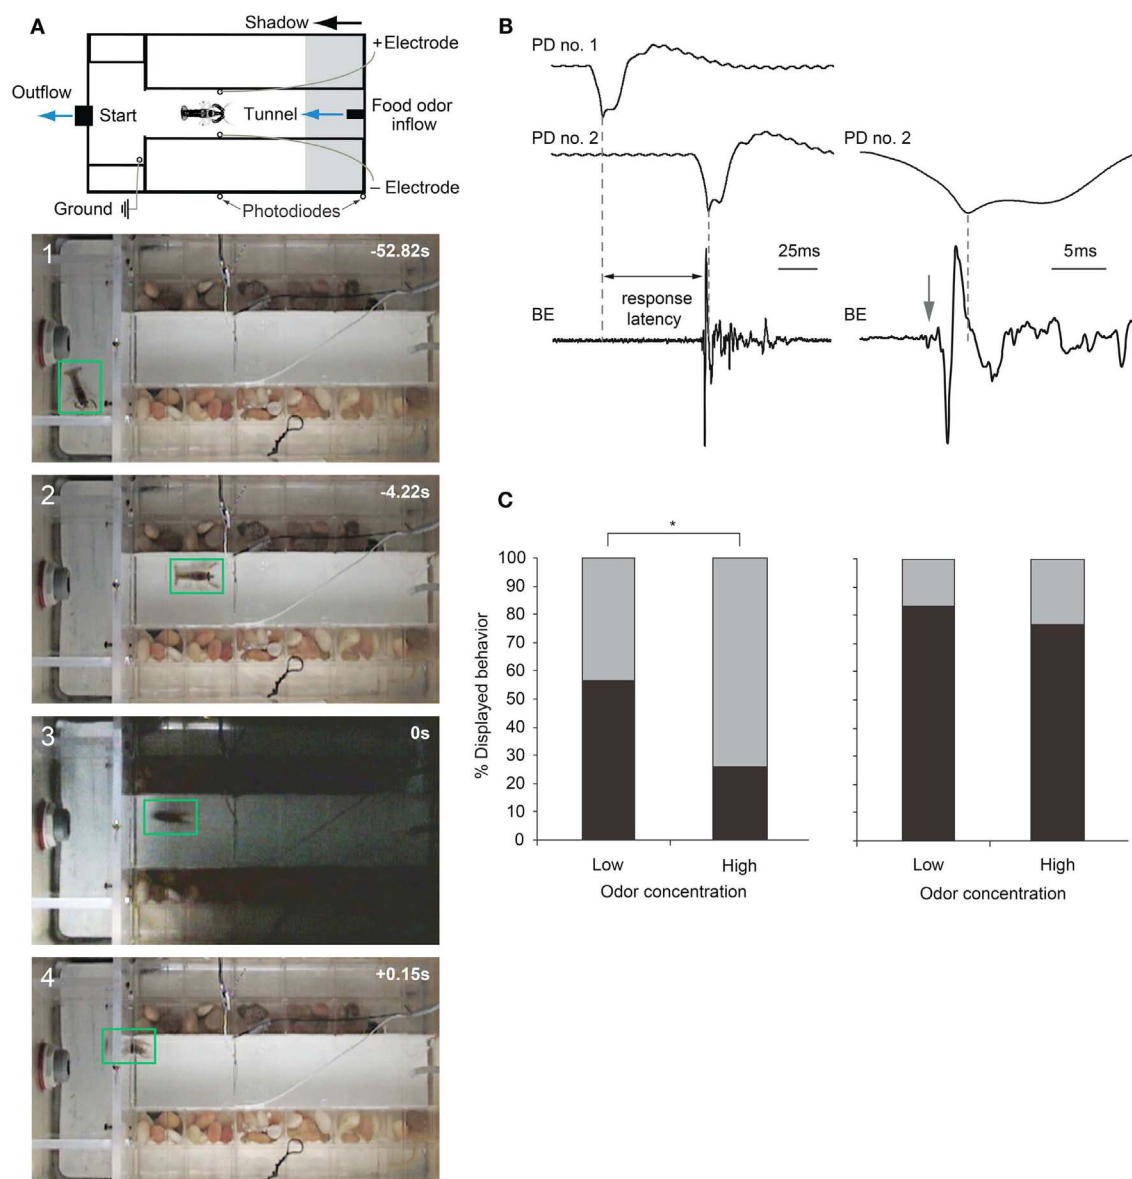 A
Shadow
+ Electrode
Outflow
Start
Tunnel
Food odor
inflow
− Electrode
Ground
Photodiodes
1
-52.82s
2
-4.22s
3
0s
4
+0.15s
B
PD no. 1
PD no. 2
PD no. 2
25ms
5ms
response
latency
BE
BE
C
*
100
90
80
70
60
50
40
30
20
10
0
% Displayed behavior
Low
High
Odor concentration
Low
High
Odor concentration